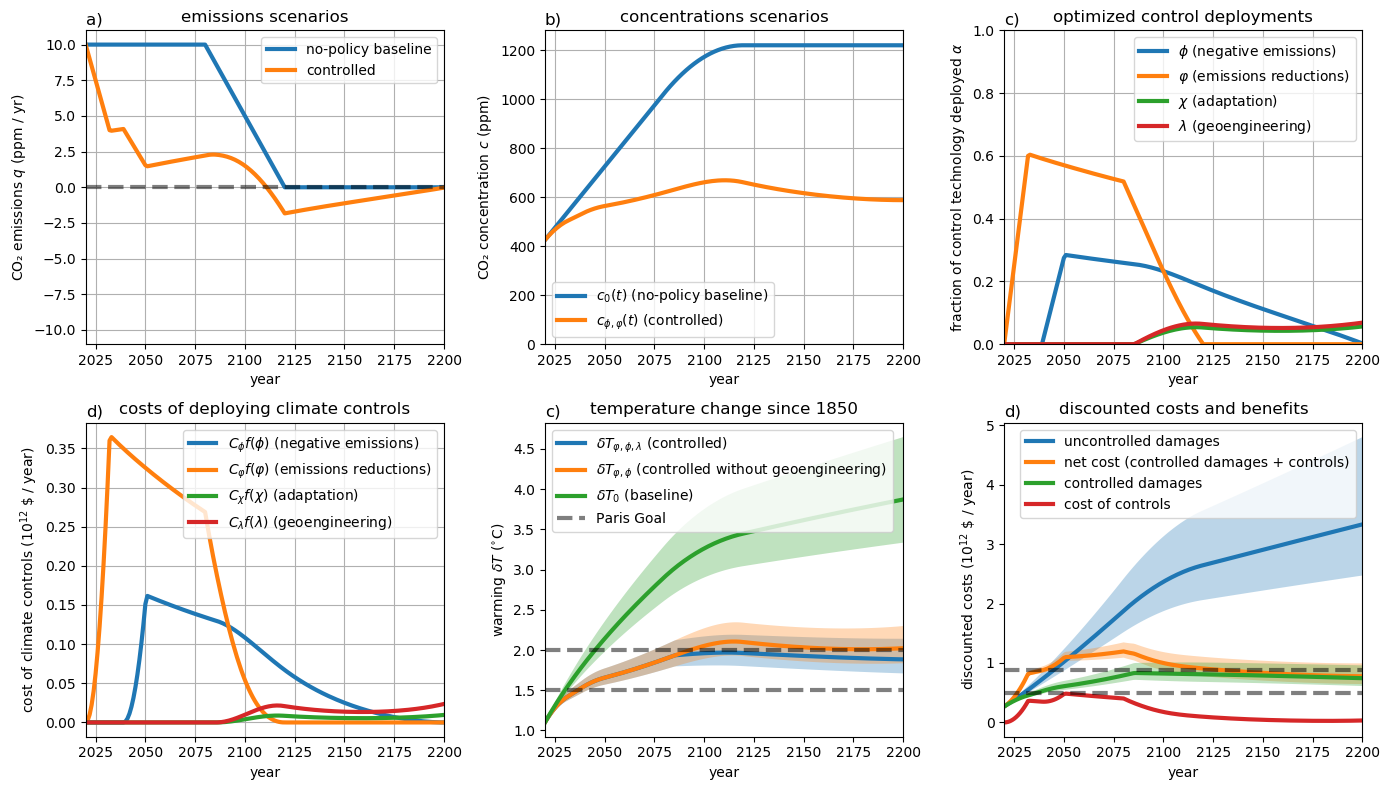 a) emissions scenarios
no-policy baseline
controlled
CO₂ emissions q (ppm / yr)
10.0
7.5
5.0
2.5
0.0
−2.5
−5.0
−7.5
−10.0
2025 2050 2075 2100 2125 2150 2175 2200
year
b) concentrations scenarios
CO₂ concentration c (ppm)
1200
1000
800
600
400
200
0
c₀(t) (no-policy baseline)
c_{ϕ,φ}(t) (controlled)
2025 2050 2075 2100 2125 2150 2175 2200
year
c) optimized control deployments
ϕ (negative emissions)
φ (emissions reductions)
χ (adaptation)
λ (geoengineering)
fraction of control technology deployed α
1.0
0.8
0.6
0.4
0.2
0.0
2025 2050 2075 2100 2125 2150 2175 2200
year
d) costs of deploying climate controls
C_ϕf(ϕ) (negative emissions)
C_φf(φ) (emissions reductions)
C_χf(χ) (adaptation)
C_λf(λ) (geoengineering)
cost of climate controls (10¹² $ / year)
0.35
0.30
0.25
0.20
0.15
0.10
0.05
0.00
2025 2050 2075 2100 2125 2150 2175 2200
year
c) temperature change since 1850
δT_{φ,ϕ,λ} (controlled)
δT_{φ,ϕ} (controlled without geoengineering)
δT₀ (baseline)
Paris Goal
warming δT (°C)
4.5
4.0
3.5
3.0
2.5
2.0
1.5
1.0
2025 2050 2075 2100 2125 2150 2175 2200
year
d) discounted costs and benefits
uncontrolled damages
net cost (controlled damages + controls)
controlled damages
cost of controls
discounted costs (10¹² $ / year)
5
4
3
2
1
0
2025 2050 2075 2100 2125 2150 2175 2200
year